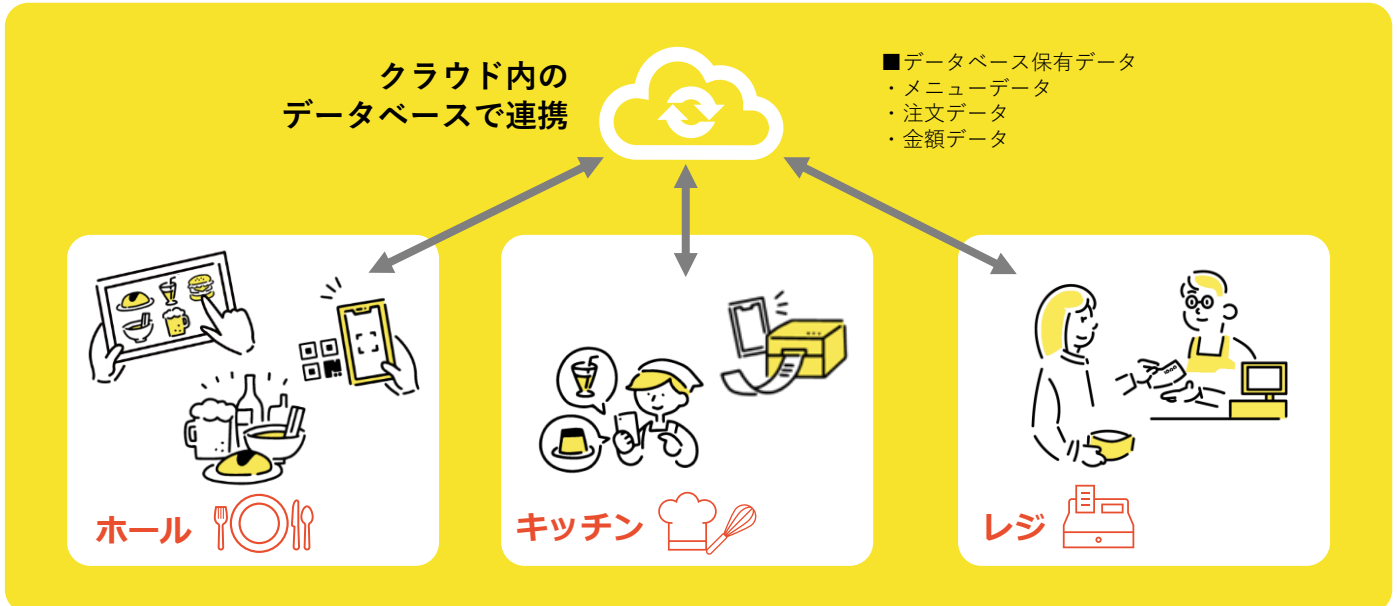 クラウド内の
データベースで連携
■データベース保有データ
・メニューデータ
・注文データ
・金額データ
ホール
キッチン
レジ